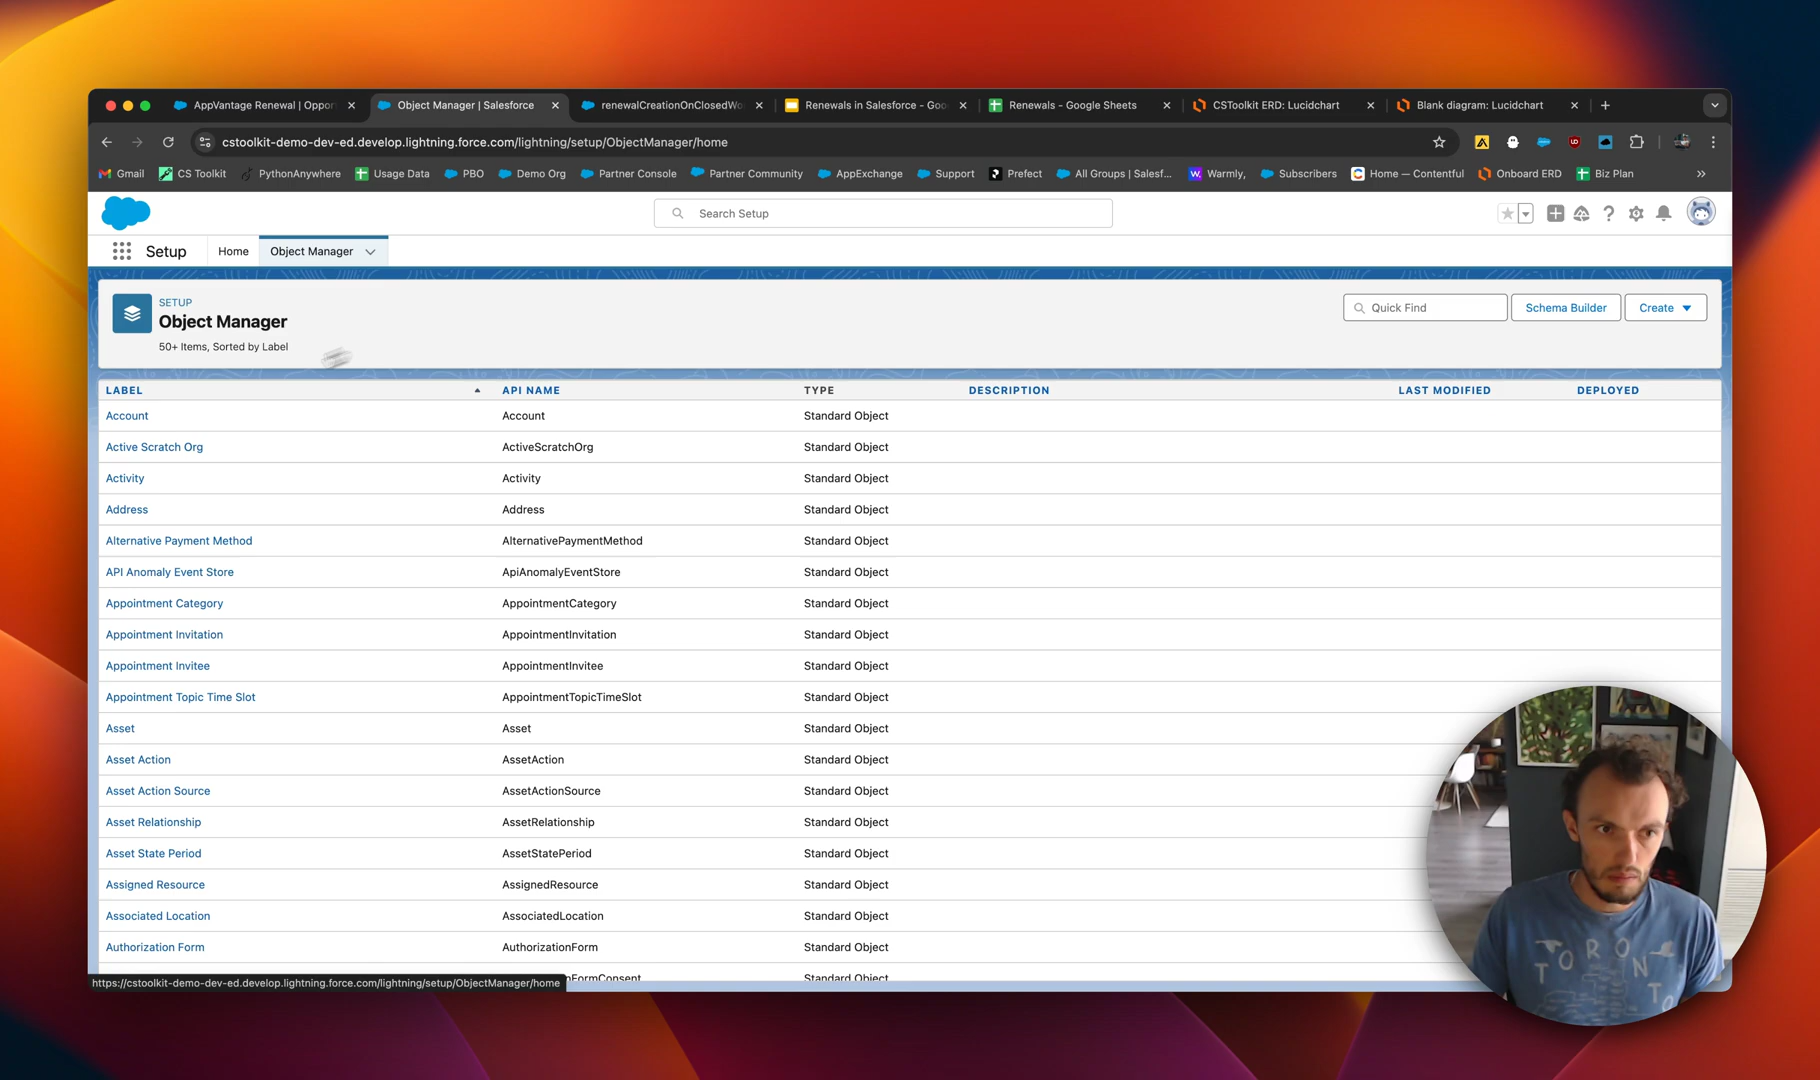 AppVantage Renewal | Oppor
Object Manager | Salesforce
renewalCreationOnClosedWo
Renewals in Salesforce - Goo
Renewals - Google Sheets
CSToolkit ERD: Lucidchart
Blank diagram: Lucidchart
cstoolkit-demo-dev-ed.develop.lightning.force.com/lightning/setup/ObjectManager/home
Gmail
CS Toolkit
PythonAnywhere
Usage Data
PBO
Demo Org
Partner Console
Partner Community
AppExchange
Support
Prefect
All Groups | Salesf...
Warmly,
Subscribers
Home — Contentful
Onboard ERD
Biz Plan
Search Setup
Setup
Home
Object Manager
SETUP
Object Manager
50+ Items, Sorted by Label
Quick Find
Schema Builder
Create
LABEL API NAME TYPE DESCRIPTION LAST MODIFIED DEPLOYED
Account Account Standard Object
Active Scratch Org ActiveScratchOrg Standard Object
Activity Activity Standard Object
Address Address Standard Object
Alternative Payment Method AlternativePaymentMethod Standard Object
API Anomaly Event Store ApiAnomalyEventStore Standard Object
Appointment Category AppointmentCategory Standard Object
Appointment Invitation AppointmentInvitation Standard Object
Appointment Invitee AppointmentInvitee Standard Object
Appointment Topic Time Slot AppointmentTopicTimeSlot Standard Object
Asset Asset Standard Object
Asset Action AssetAction Standard Object
Asset Action Source AssetActionSource Standard Object
Asset Relationship AssetRelationship Standard Object
Asset State Period AssetStatePeriod Standard Object
Assigned Resource AssignedResource Standard Object
Associated Location AssociatedLocation Standard Object
Authorization Form AuthorizationForm Standard Object
nFormConsent Standard Object
https://cstoolkit-demo-dev-ed.develop.lightning.force.com/lightning/setup/ObjectManager/home
TORON
TO